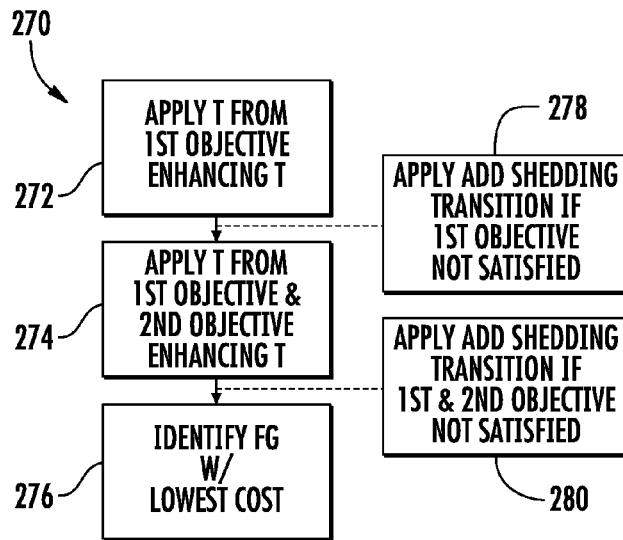 270
APPLY T FROM
1ST OBJECTIVE
ENHANCING T
272
278
APPLY ADD SHEDDING
TRANSITION IF
1ST OBJECTIVE
NOT SATISFIED
APPLY T FROM
1ST OBJECTIVE &
2ND OBJECTIVE
ENHANCING T
274
APPLY ADD SHEDDING
TRANSITION IF
1ST & 2ND OBJECTIVE
NOT SATISFIED
280
IDENTIFY FG
W/
LOWEST COST
276